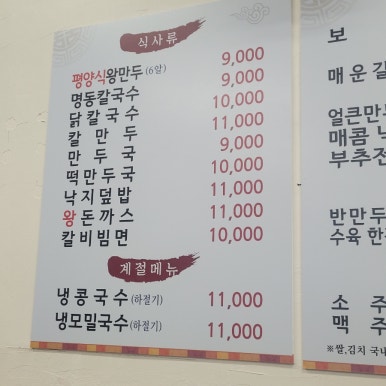 식사류
평양식왕만두(6알) 9,000
명동칼국수 9,000
닭칼국수 10,000
칼만두 11,000
만두국 9,000
떡만두국 10,000
낙지덮밥 11,000
왕돈까스 11,000
칼비빔면 10,000
계절메뉴
냉콩국수(하절기) 11,000
냉모밀국수(하절기) 11,000
보
매운갈
얼큰만두
매콤낙
부추전
반만두
수육 한
소주
맥주
※쌀,김치 국내